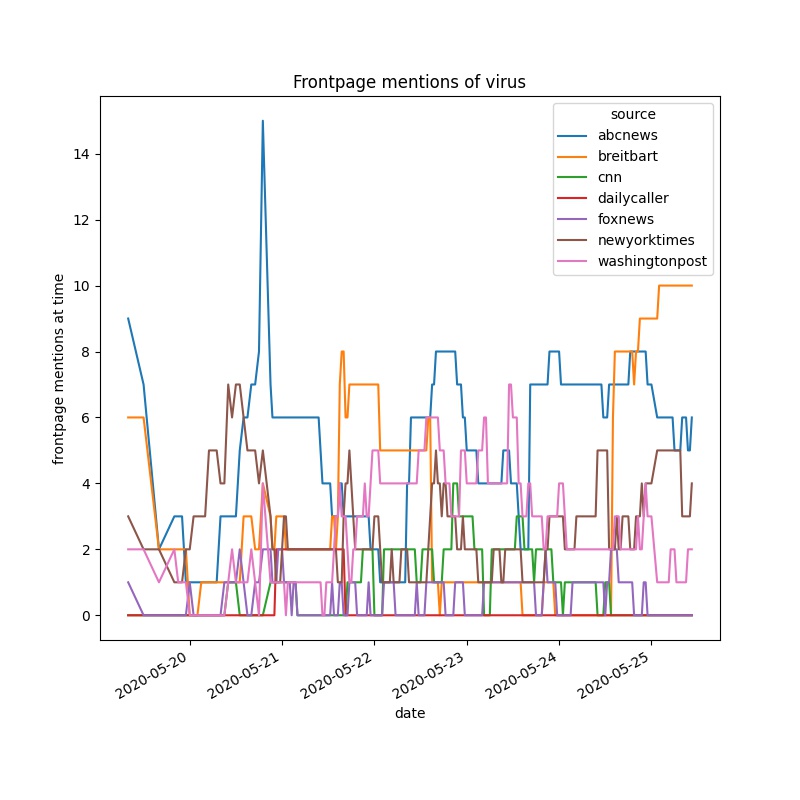 Frontpage mentions of virus
source
abcnews
breitbart
cnn
dailycaller
foxnews
newyorktimes
washingtonpost
14
12
10
8
6
4
2
0
frontpage mentions at time
2020-05-20
2020-05-21
2020-05-22
2020-05-23
2020-05-24
2020-05-25
date